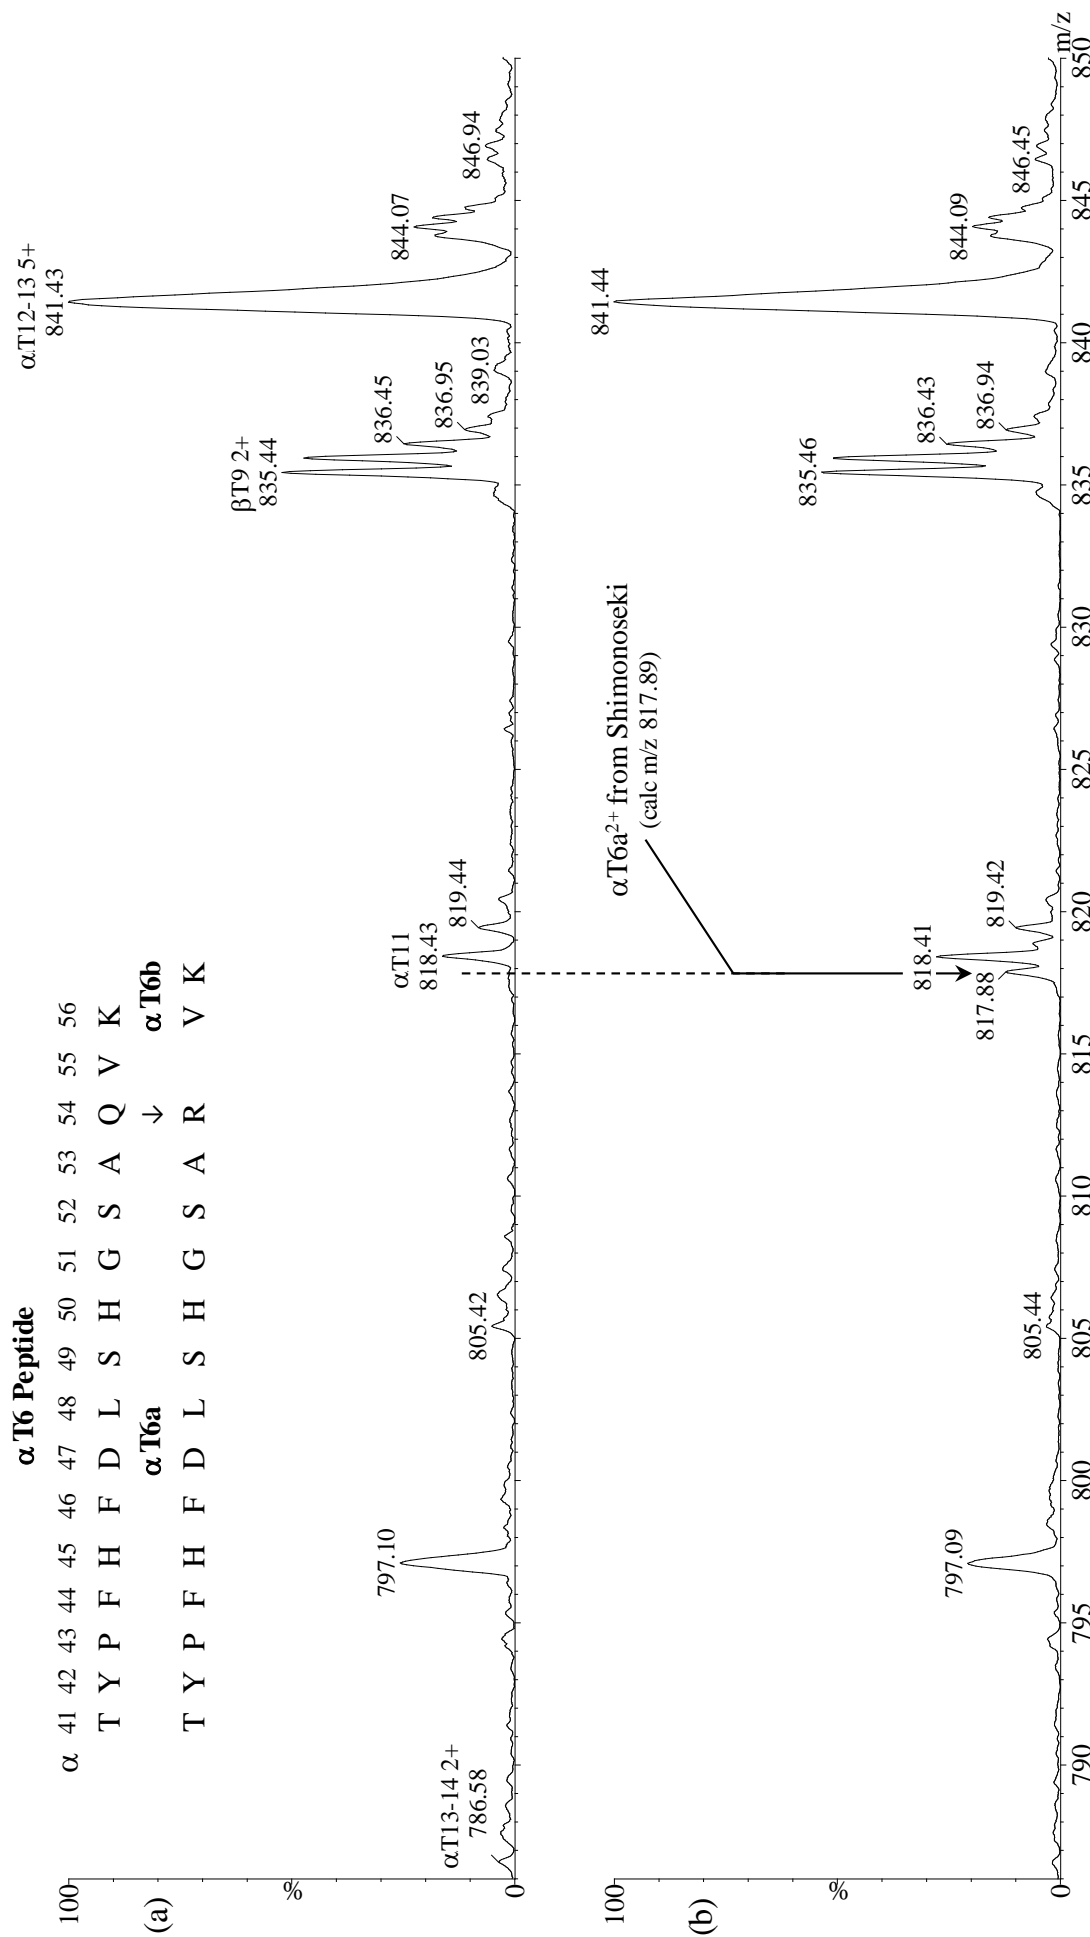 αT6 Peptide
α 41 42 43 44 45 46 47 48 49 50 51 52 53 54 55 56
T Y P F H F D L S H G S A Q V K
αT6a ↓ αT6b
T Y P F H F D L S H G S A R V K
(a)
100
%
0
αT13-14 2+
786.58
797.10
805.42
αT11
818.43
819.44
βT9 2+
835.44
836.45
836.95
839.03
αT12-13 5+
841.43
844.07
846.94
(b)
100
%
0
797.09
805.44
αT6a²⁺ from Shimonoseki
(calc m/z 817.89)
817.88
818.41
819.42
835.46
836.43
836.94
841.44
844.09
846.45
790 795 800 805 810 815 820 825 830 835 840 845 850
m/z